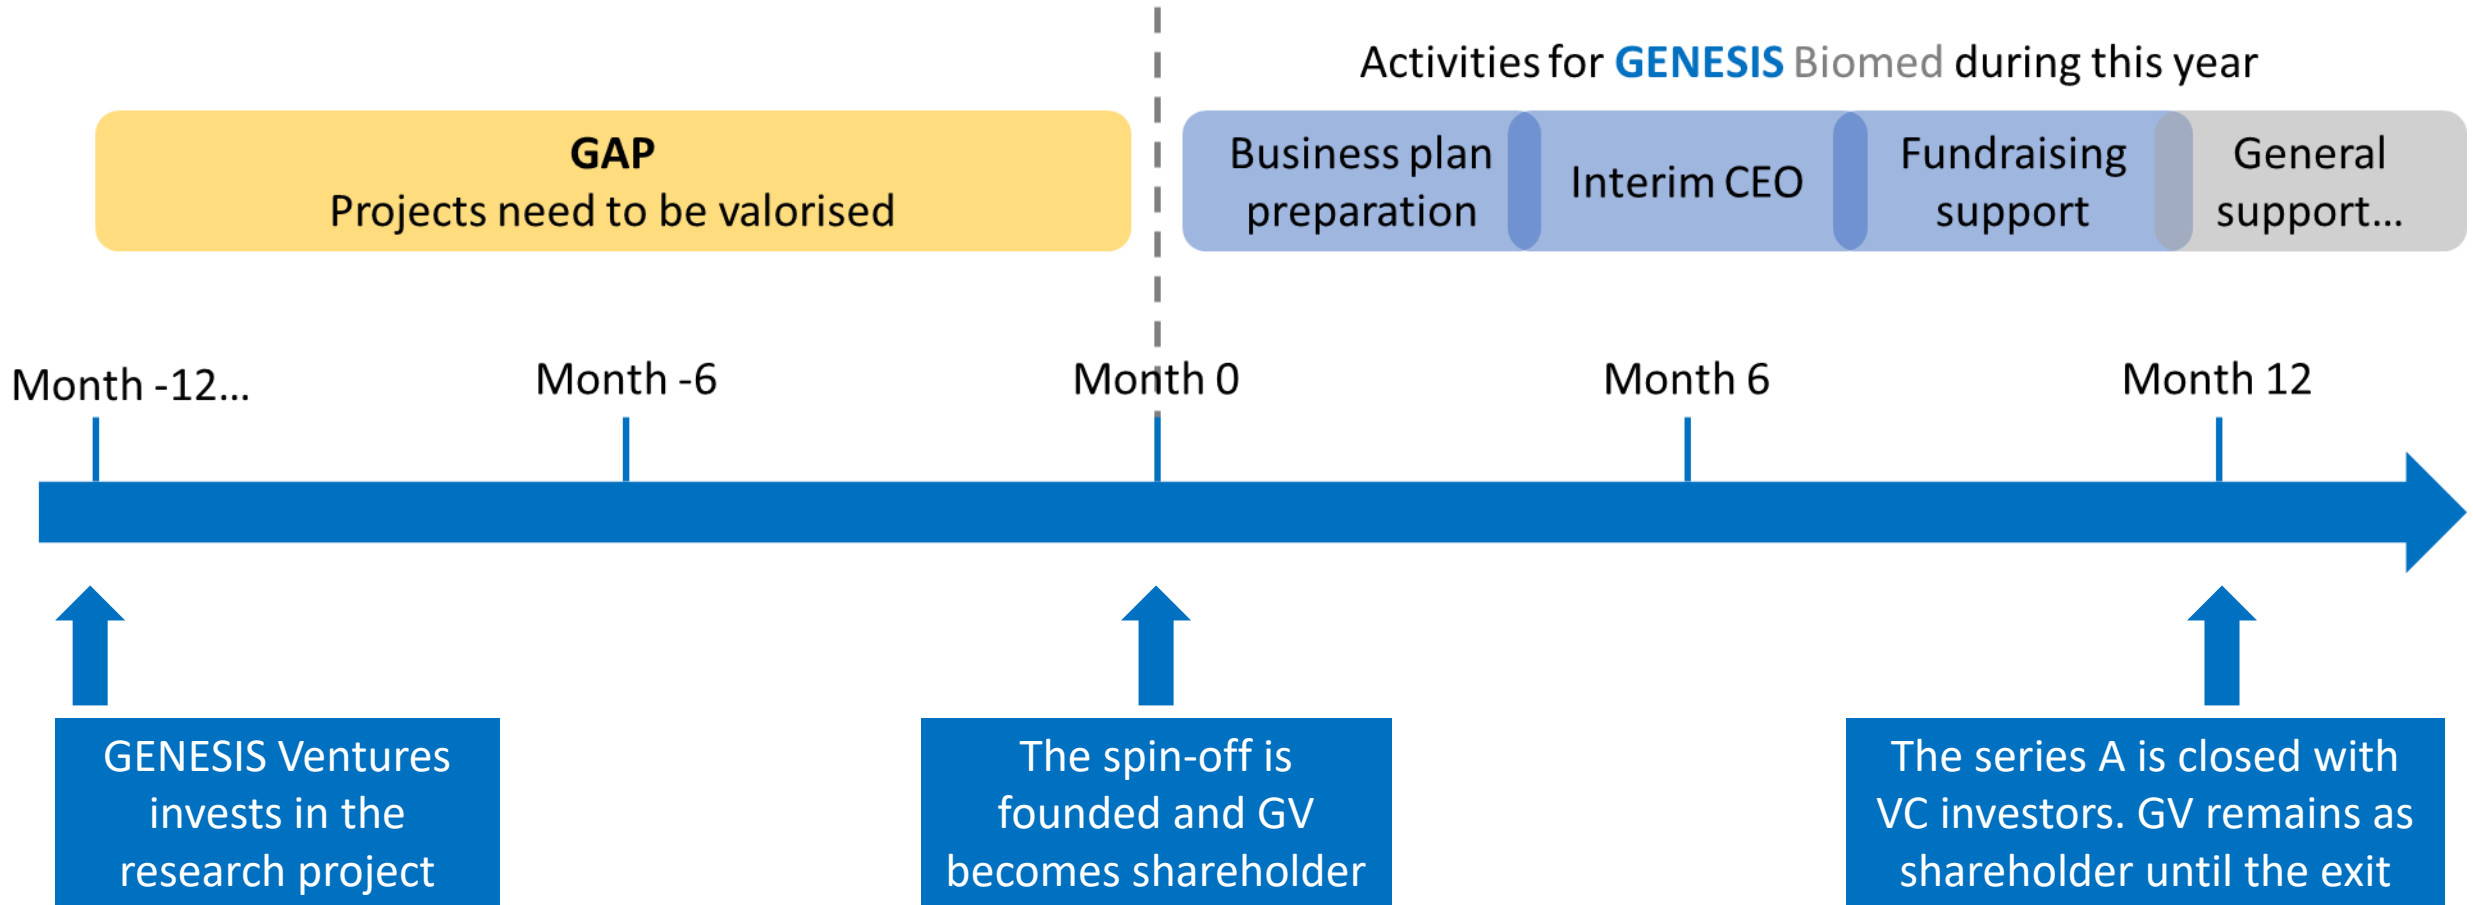 Activities for GENESIS Biomed during this year
GAP
Projects need to be valorised
Business plan
preparation
Interim CEO
Fundraising
support
General
support...
Month -12...
Month -6
Month 0
Month 6
Month 12
GENESIS Ventures
invests in the
research project
The spin-off is
founded and GV
becomes shareholder
The series A is closed with
VC investors. GV remains as
shareholder until the exit